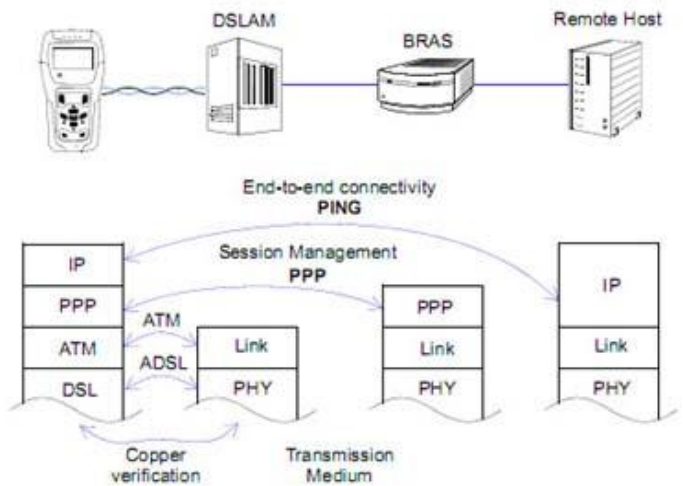 DSLAM
BRAS
Remote Host
End-to-end connectivity
PING
Session Management
PPP
IP
PPP
ATM
DSL
ATM
ADSL
Link
PHY
PPP
Link
PHY
IP
Link
PHY
Copper
verification
Transmission
Medium